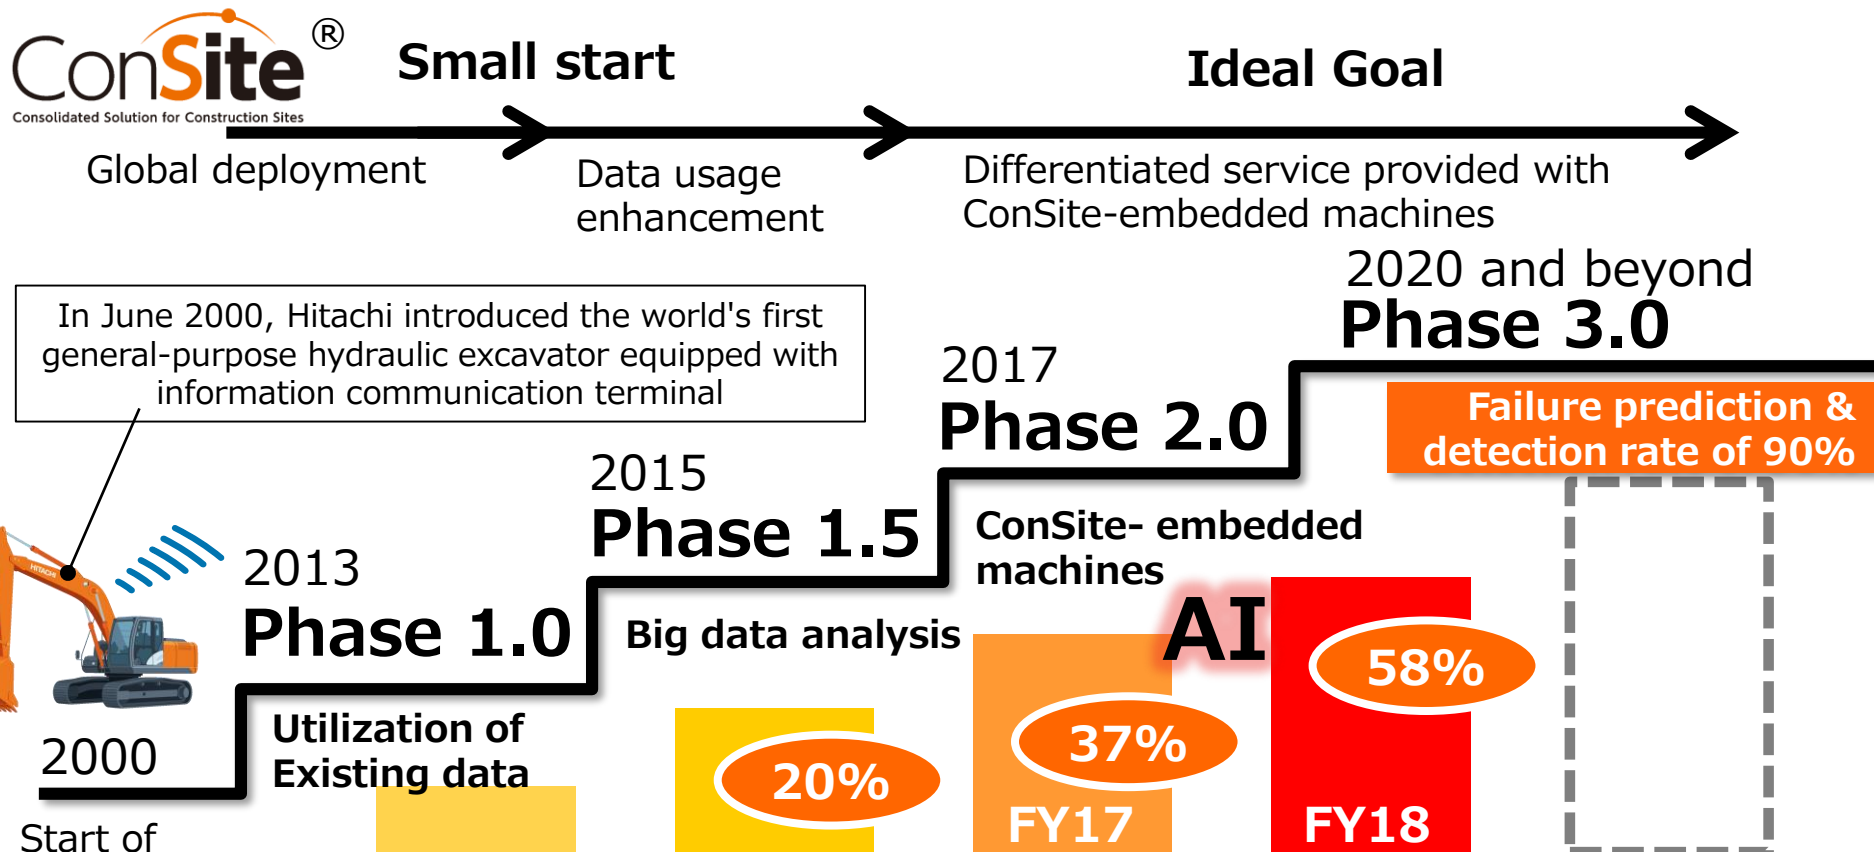 ConSite®
Consolidated Solution for Construction Sites
Small start
Ideal Goal
Global deployment
Data usage
enhancement
Differentiated service provided with
ConSite-embedded machines
In June 2000, Hitachi introduced the world's first
general-purpose hydraulic excavator equipped with
information communication terminal
2020 and beyond
Phase 3.0
Failure prediction &
detection rate of 90%
2017
Phase 2.0
ConSite- embedded
machines
AI
2015
Phase 1.5
Big data analysis
2013
Phase 1.0
Utilization of
Existing data
HITACHI
2000
Start of
20%
37%
FY17
58%
FY18